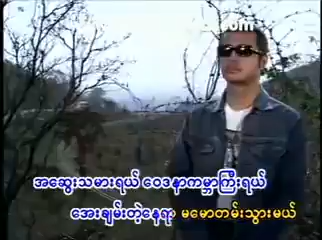 .com
အဆွေးသမားရယ် ဝေဒနာကမ္ဘာကြီးရယ်
အေးချမ်းတဲ့နေရာ မမောတမ်းသွားမယ်